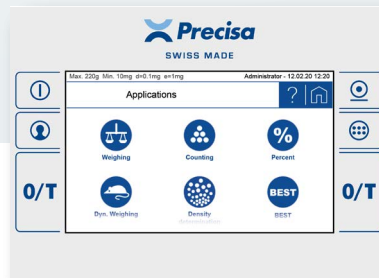 Precisa
SWISS MADE
Max. 220g Min. 10mg d=0.1mg e=1mg Administrator - 12.02.20 12:20
Applications ?
%
Weighing Counting Percent
0/T 0/T
BEST
Dyn. Weighing Density BEST